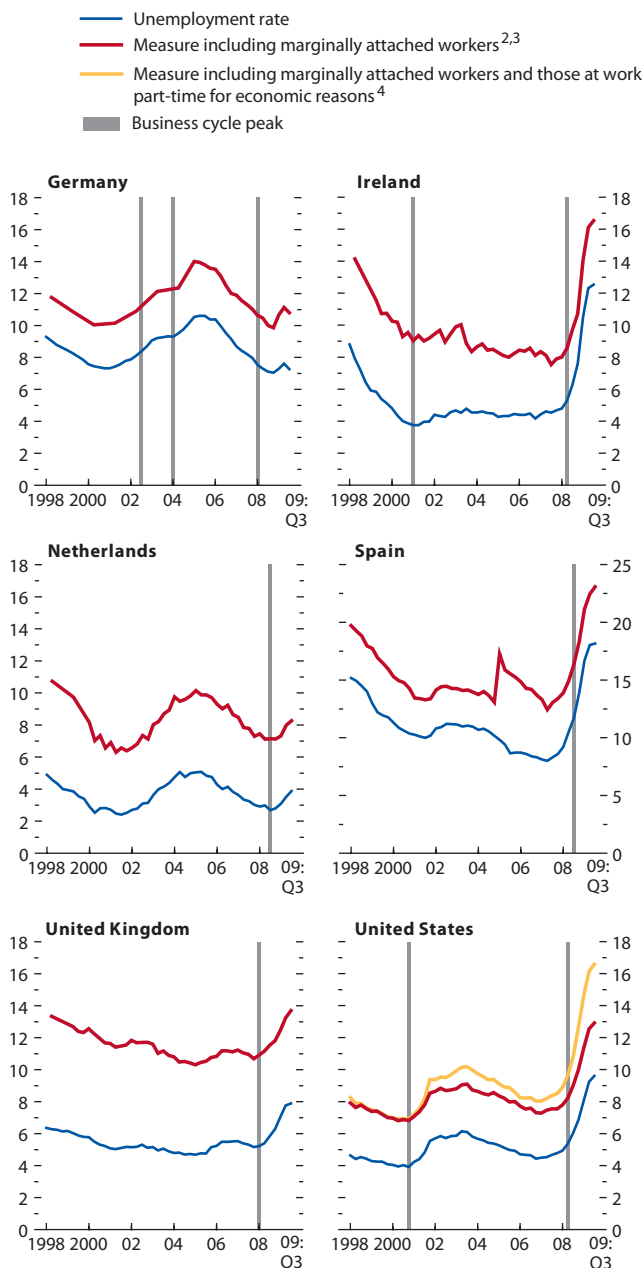 Unemployment rate
Measure including marginally attached workers2,3
Measure including marginally attached workers and those at work
part-time for economic reasons4
Business cycle peak
Germany
18
16
14
12
10
8
6
4
2
0
1998 2000 02 04 06 08 09:
Q3
Ireland
18
16
14
12
10
8
6
4
2
0
1998 2000 02 04 06 08 09:
Q3
Netherlands
18
16
14
12
10
8
6
4
2
0
1998 2000 02 04 06 08 09:
Q3
Spain
25
20
15
10
5
0
1998 2000 02 04 06 08 09:
Q3
United Kingdom
18
16
14
12
10
8
6
4
2
0
1998 2000 02 04 06 08 09:
Q3
United States
18
16
14
12
10
8
6
4
2
0
1998 2000 02 04 06 08 09:
Q3